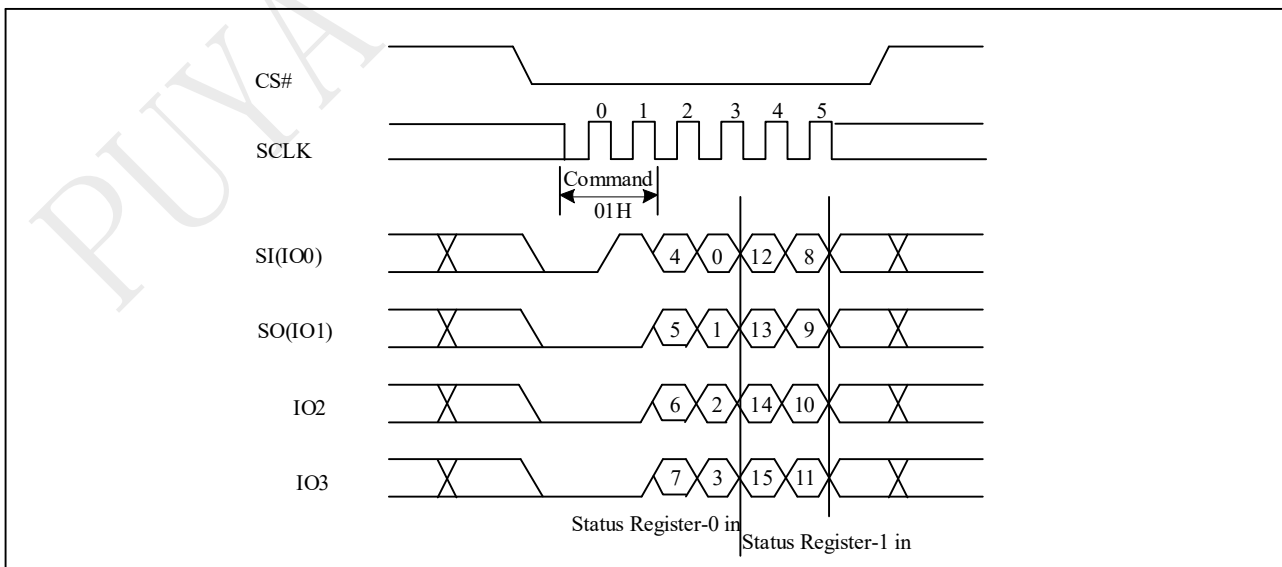 PUYA
CS#
0 1 2 3 4 5
SCLK
Command
01H
SI(IO0) 4 0 12 8
SO(IO1) 5 1 13 9
IO2 6 2 14 10
IO3 7 3 15 11
Status Register-0 in
Status Register-1 in